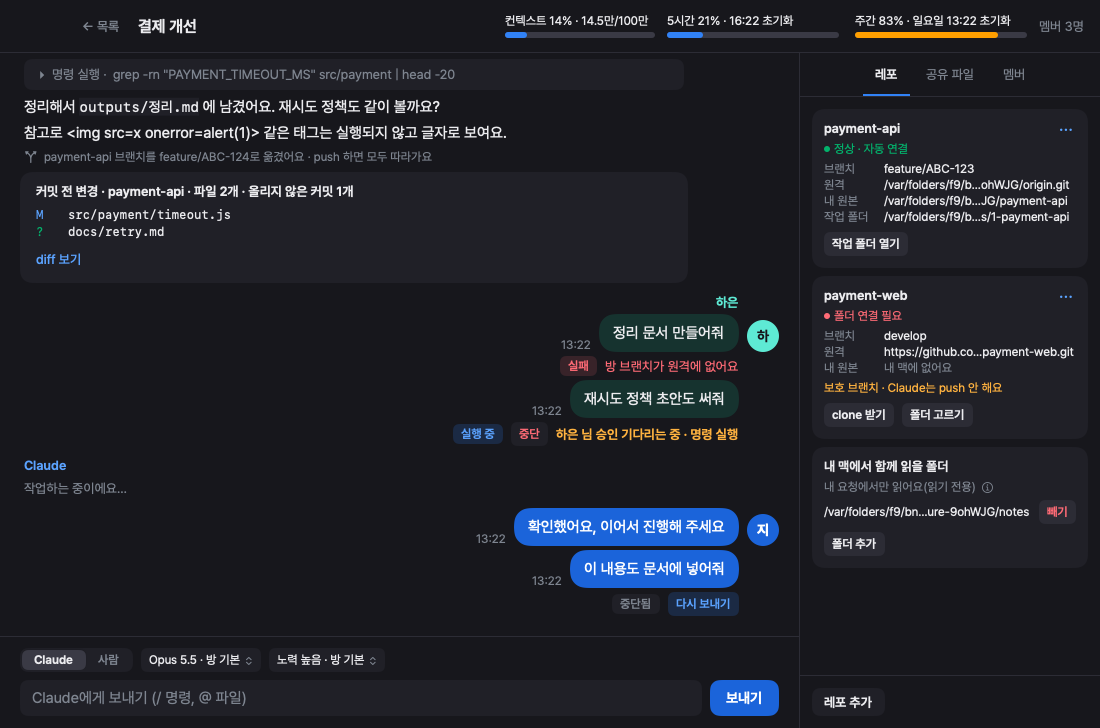 ← 목록 결제 개선
컨텍스트 14% · 14.5만/100만
5시간 21% · 16:22 초기화
주간 83% · 일요일 13:22 초기화
멤버 3명
명령 실행 · grep -rn "PAYMENT_TIMEOUT_MS" src/payment | head -20
정리해서 outputs/정리.md 에 남겼어요. 재시도 정책도 같이 볼까요?
참고로 <img src=x onerror=alert(1)> 같은 태그는 실행되지 않고 글자로 보여요.
payment-api 브랜치를 feature/ABC-124로 옮겼어요 · push 하면 모두 따라가요
커밋 전 변경 · payment-api · 파일 2개 · 올리지 않은 커밋 1개
M src/payment/timeout.js
? docs/retry.md
diff 보기
하은
정리 문서 만들어줘
하
13:22
실패 방 브랜치가 원격에 없어요
재시도 정책 초안도 써줘
13:22
실행 중 중단 하은 님 승인 기다리는 중 · 명령 실행
Claude
작업하는 중이에요…
확인했어요, 이어서 진행해 주세요
지
13:22
이 내용도 문서에 넣어줘
13:22
중단됨 다시 보내기
Claude 사람 Opus 5.5 · 방 기본 노력 높음 · 방 기본
Claude에게 보내기 (/ 명령, @ 파일)
보내기
레포 공유 파일 멤버
payment-api ···
정상 · 자동 연결
브랜치 feature/ABC-123
원격 /var/folders/f9/b...ohWJG/origin.git
내 원본 /var/folders/f9/b...JG/payment-api
작업 폴더 /var/folders/f9/b...s/1-payment-api
작업 폴더 열기
payment-web ···
폴더 연결 필요
브랜치 develop
원격 https://github.co...payment-web.git
내 원본 내 맥에 없어요
보호 브랜치 · Claude는 push 안 해요
clone 받기 폴더 고르기
내 맥에서 함께 읽을 폴더
내 요청에서만 읽어요(읽기 전용)
/var/folders/f9/bn...ure-9ohWJG/notes 빼기
폴더 추가
레포 추가